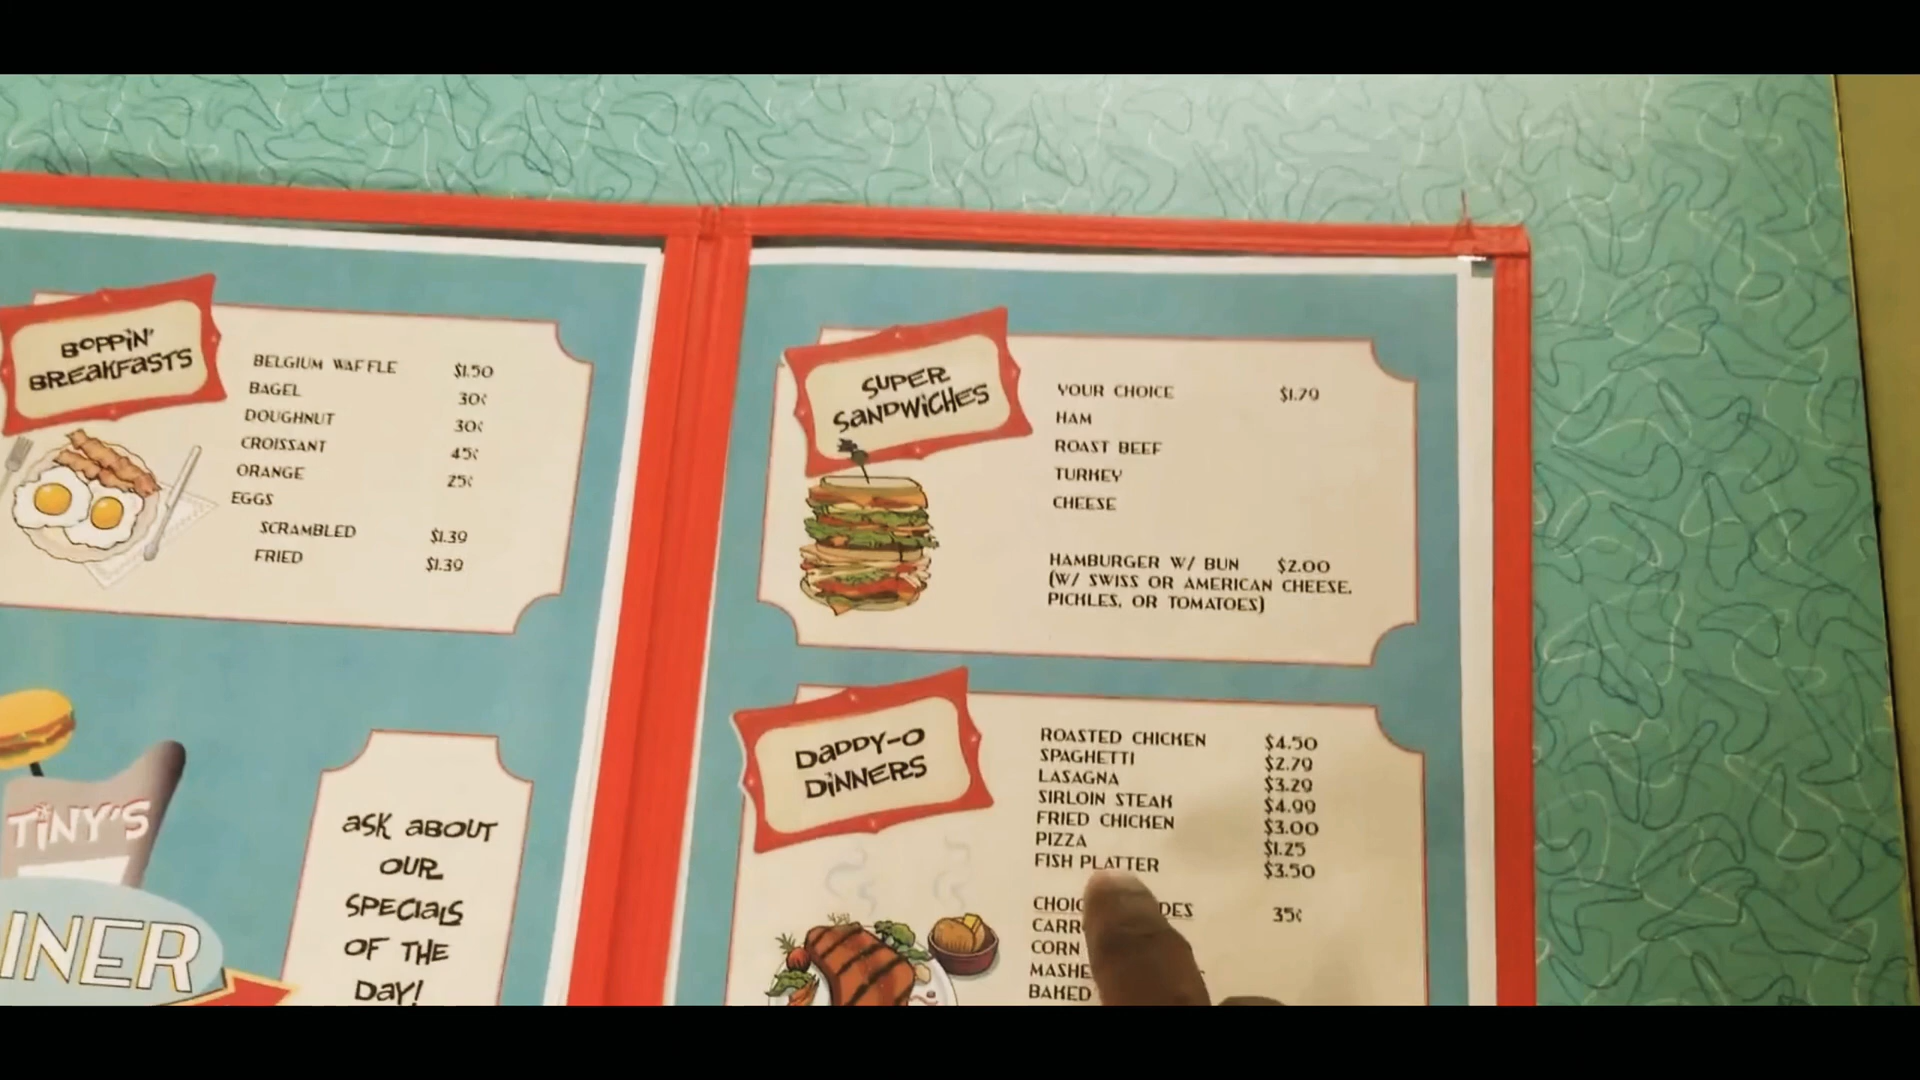 BOPPIN'
BREAKFASTS
BELGIUM WAFFLE $1.50
BAGEL 30¢
DOUGHNUT 30¢
CROISSANT 45¢
ORANGE 25¢
EGGS
SCRAMBLED $1.39
FRIED $1.39
TINY'S
INER
ASK ABOUT
OUR
SPECIALS
OF THE
DAY!
SUPER
SANDWICHES
YOUR CHOICE $1.79
HAM
ROAST BEEF
TURKEY
CHEESE
HAMBURGER W/ BUN $2.00
(W/ SWISS OR AMERICAN CHEESE,
PICKLES, OR TOMATOES)
DADDY-O
DINNERS
ROASTED CHICKEN $4.50
SPAGHETTI $2.79
LASAGNA $3.29
SIRLOIN STEAK $4.99
FRIED CHICKEN $3.00
PIZZA $1.25
FISH PLATTER $3.50
35¢
CORN
BAKED